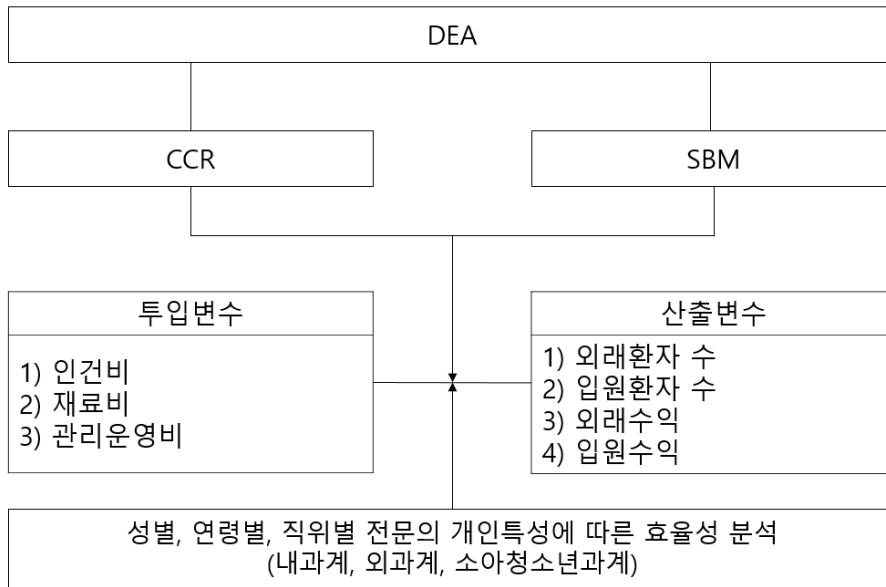 DEA
CCR
SBM
투입변수
1) 인건비
2) 재료비
3) 관리운영비
산출변수
1) 외래환자 수
2) 입원환자 수
3) 외래수익
4) 입원수익
성별, 연령별, 직위별 전문의 개인특성에 따른 효율성 분석
(내과계, 외과계, 소아청소년과계)